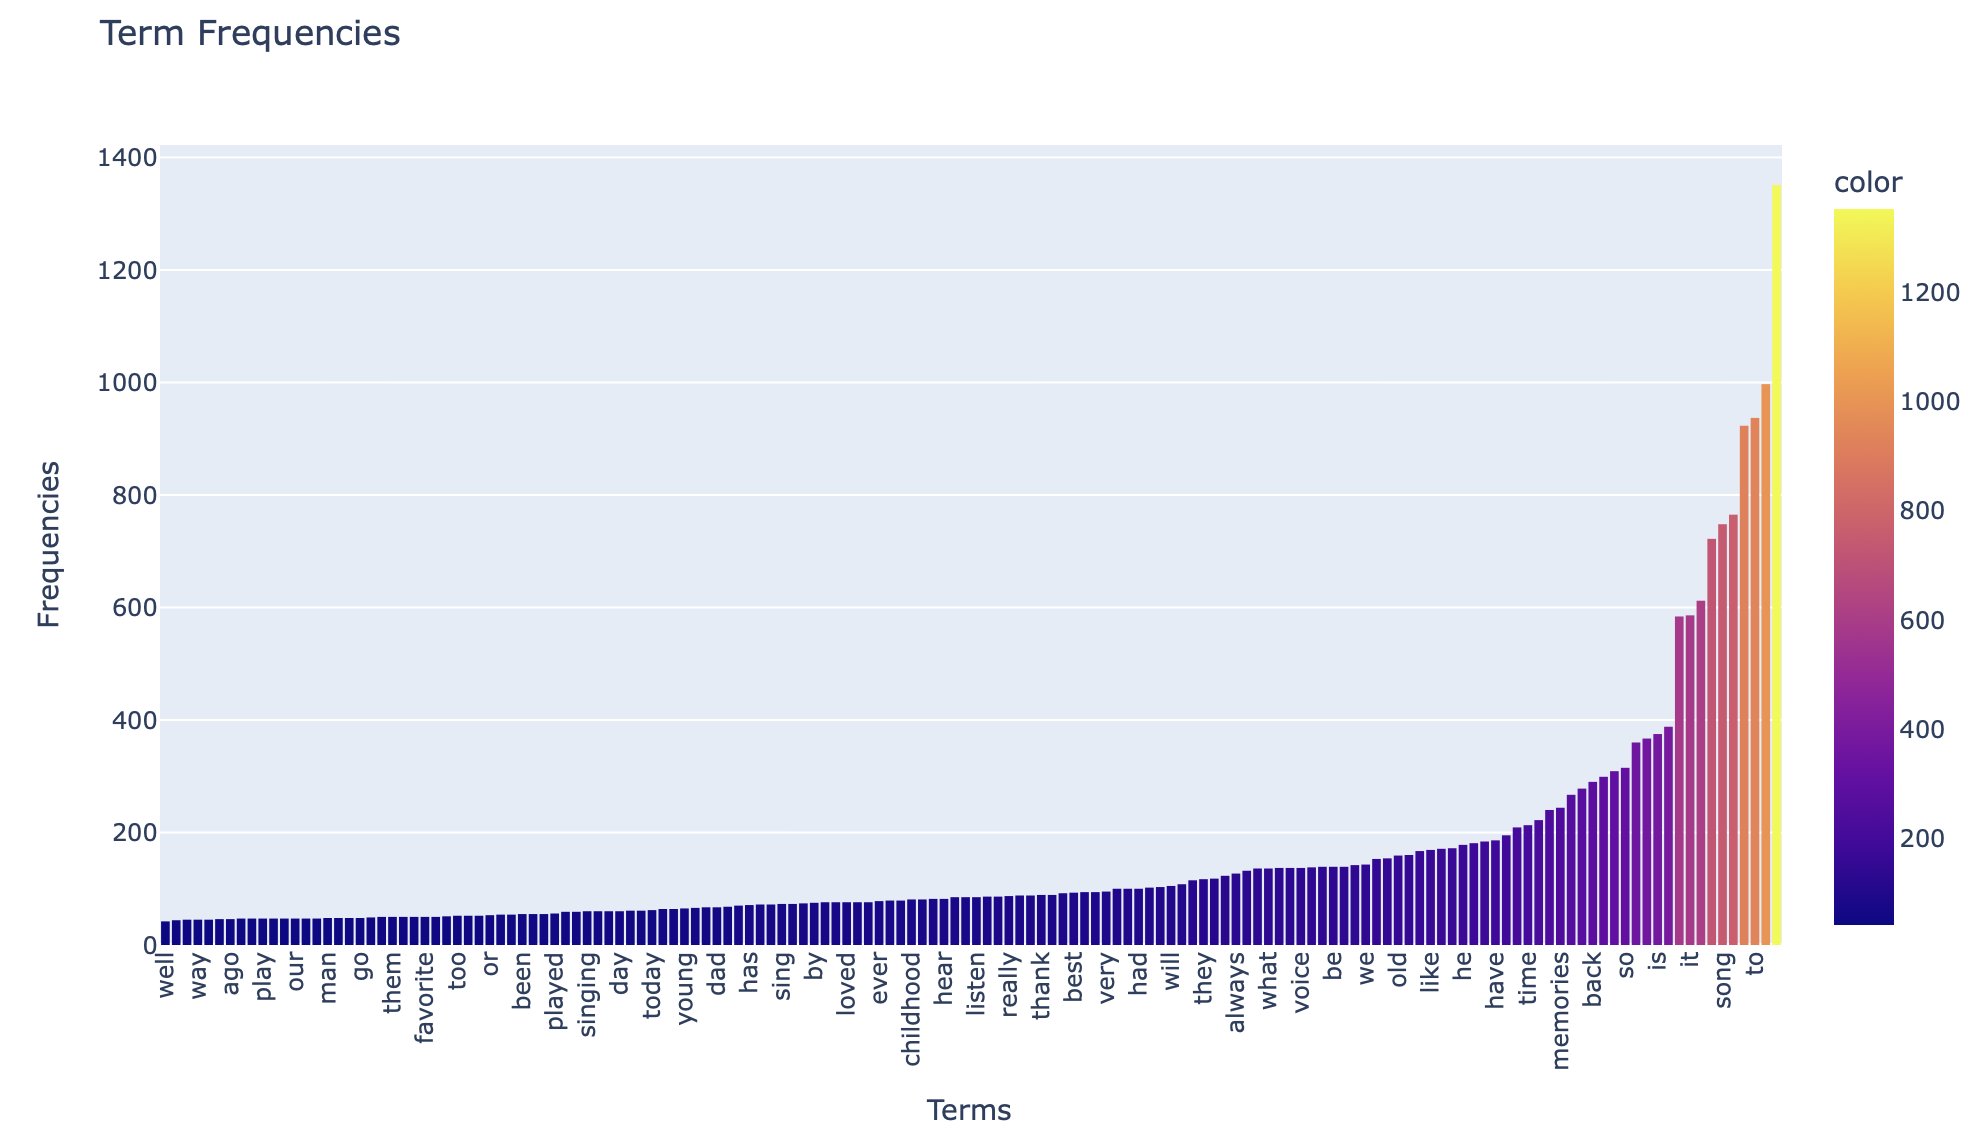 Term Frequencies
1400
1200
1000
800
600
400
200
0
Frequencies
well
way
ago
play
our
man
go
them
favorite
too
or
been
played
singing
day
today
young
dad
has
sing
by
loved
ever
childhood
hear
listen
really
thank
best
very
had
will
they
always
what
voice
be
we
old
like
he
have
time
memories
back
so
is
it
song
to
Terms
color
1200
1000
800
600
400
200